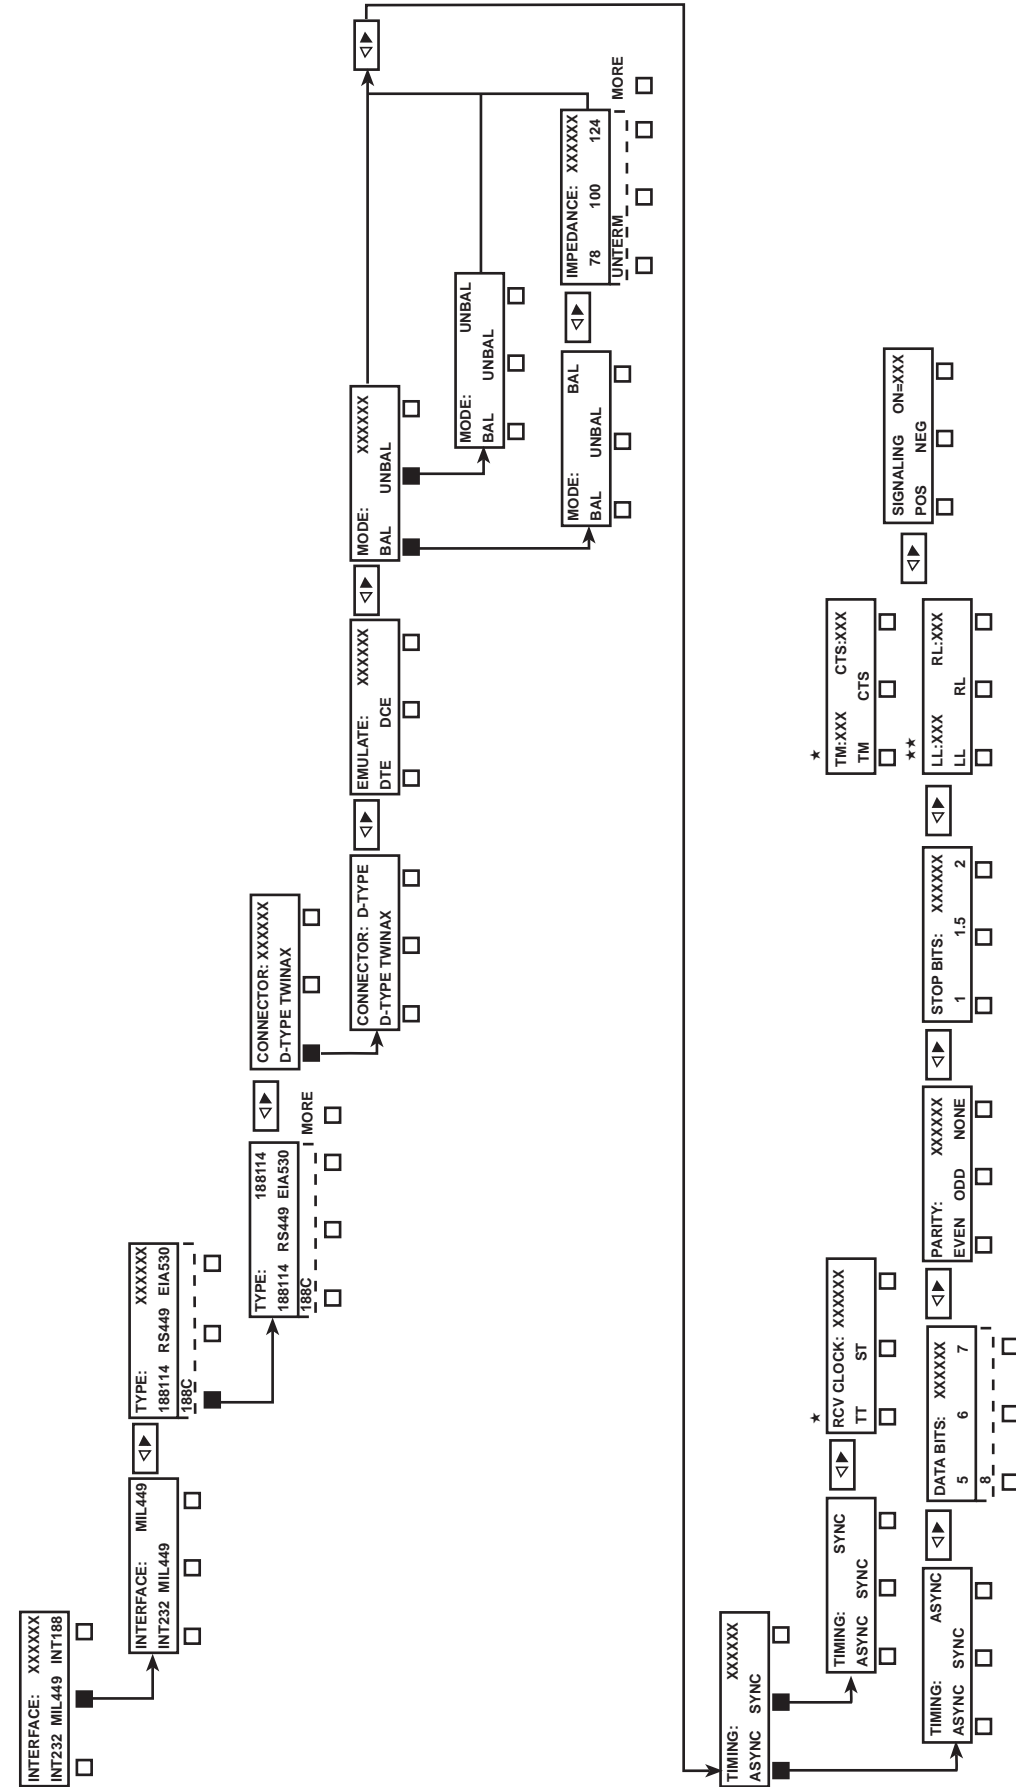 INTERFACE: XXXXXX
INT232 MIL449 INT188
INTERFACE: MIL449
INT232 MIL449
TYPE: XXXXXX
188114 RS449 EIA530
188C
TYPE: 188114
188114 RS449 EIA530
188C
MORE
CONNECTOR: XXXXXX
D-TYPE TWINAX
CONNECTOR: D-TYPE
D-TYPE TWINAX
EMULATE: XXXXXX
DTE DCE
MODE: XXXXXX
BAL UNBAL
MODE: UNBAL
BAL UNBAL
MODE: BAL
BAL UNBAL
IMPEDANCE: XXXXXX
78 100 124
UNTERM
MORE
TIMING: XXXXXX
ASYNC SYNC
TIMING: SYNC
ASYNC SYNC
★
RCV CLOCK: XXXXXX
TT ST
TIMING: ASYNC
ASYNC SYNC
DATA BITS: XXXXXX
5 6 7
8
PARITY: XXXXXX
EVEN ODD NONE
STOP BITS: XXXXXX
1 1.5 2
★
TM:XXX CTS:XXX
TM CTS
★★
LL:XXX RL:XXX
LL RL
SIGNALING ON=XXX
POS NEG